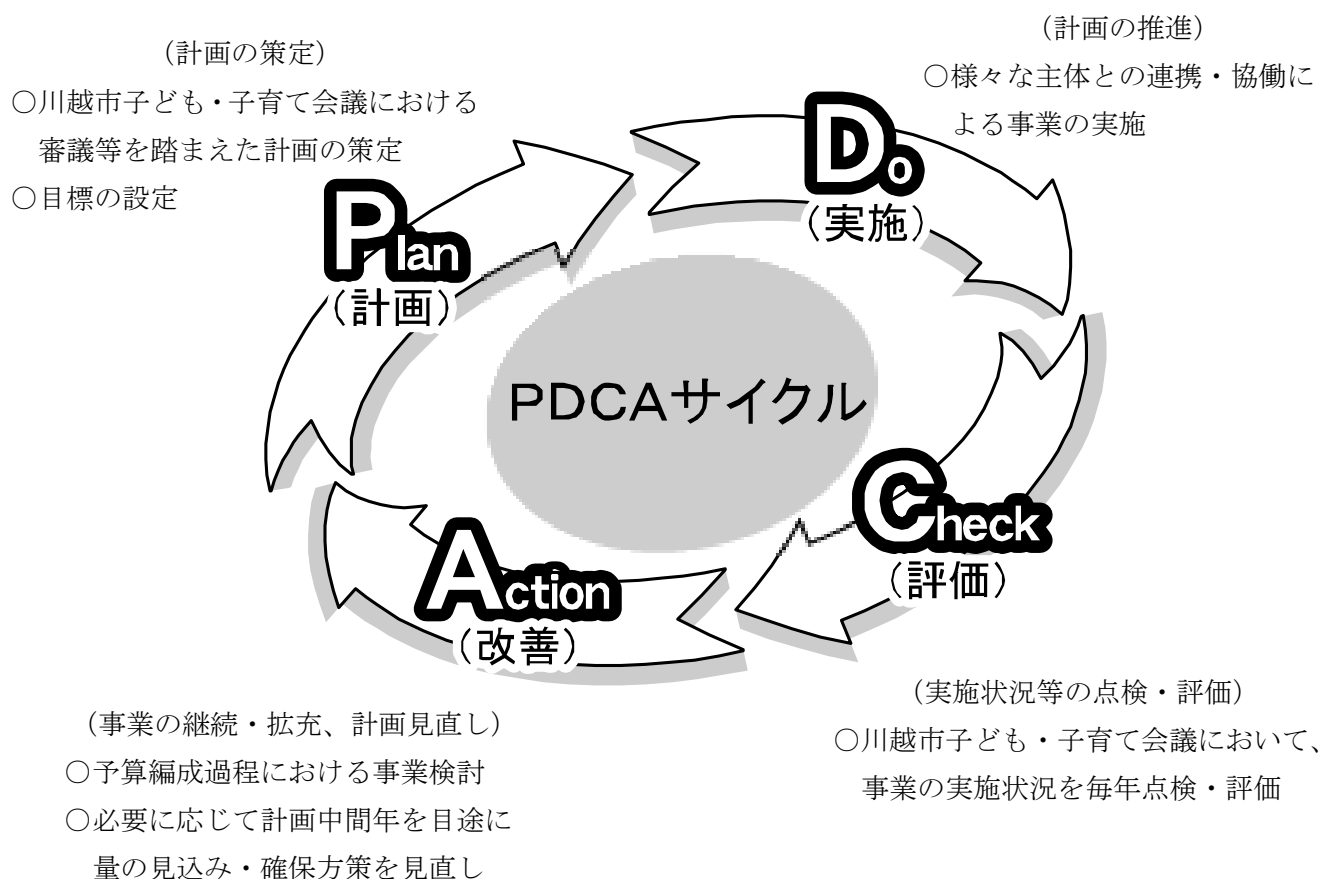 (計画の策定)
○川越市子ども・子育て会議における
審議等を踏まえた計画の策定
○目標の設定
Plan
(計画)
(計画の推進)
○様々な主体との連携・協働に
よる事業の実施
Do
(実施)
PDCAサイクル
Check
(評価)
(実施状況等の点検・評価)
○川越市子ども・子育て会議において、
事業の実施状況を毎年点検・評価
Action
(改善)
(事業の継続・拡充、計画見直し)
○予算編成過程における事業検討
○必要に応じて計画中間年を目途に
量の見込み・確保方策を見直し